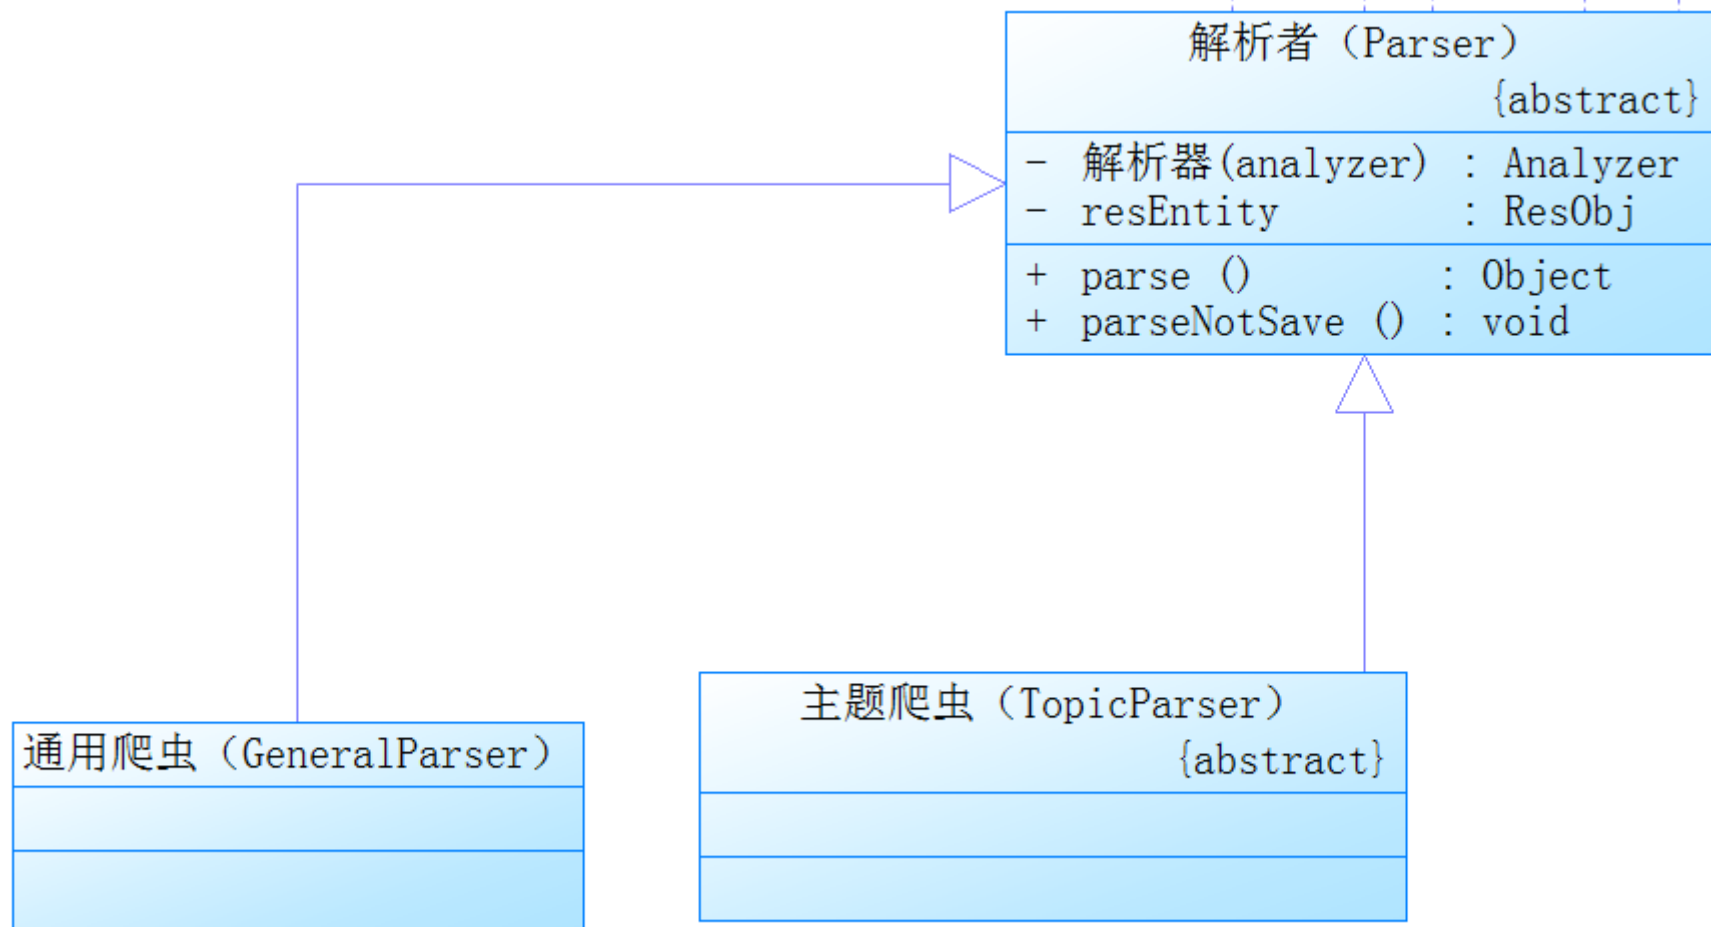 解析者（Parser）
{abstract}
- 解析器(analyzer) : Analyzer
- resEntity : ResObj
+ parse () : Object
+ parseNotSave () : void
通用爬虫（GeneralParser）
主题爬虫（TopicParser）
{abstract}